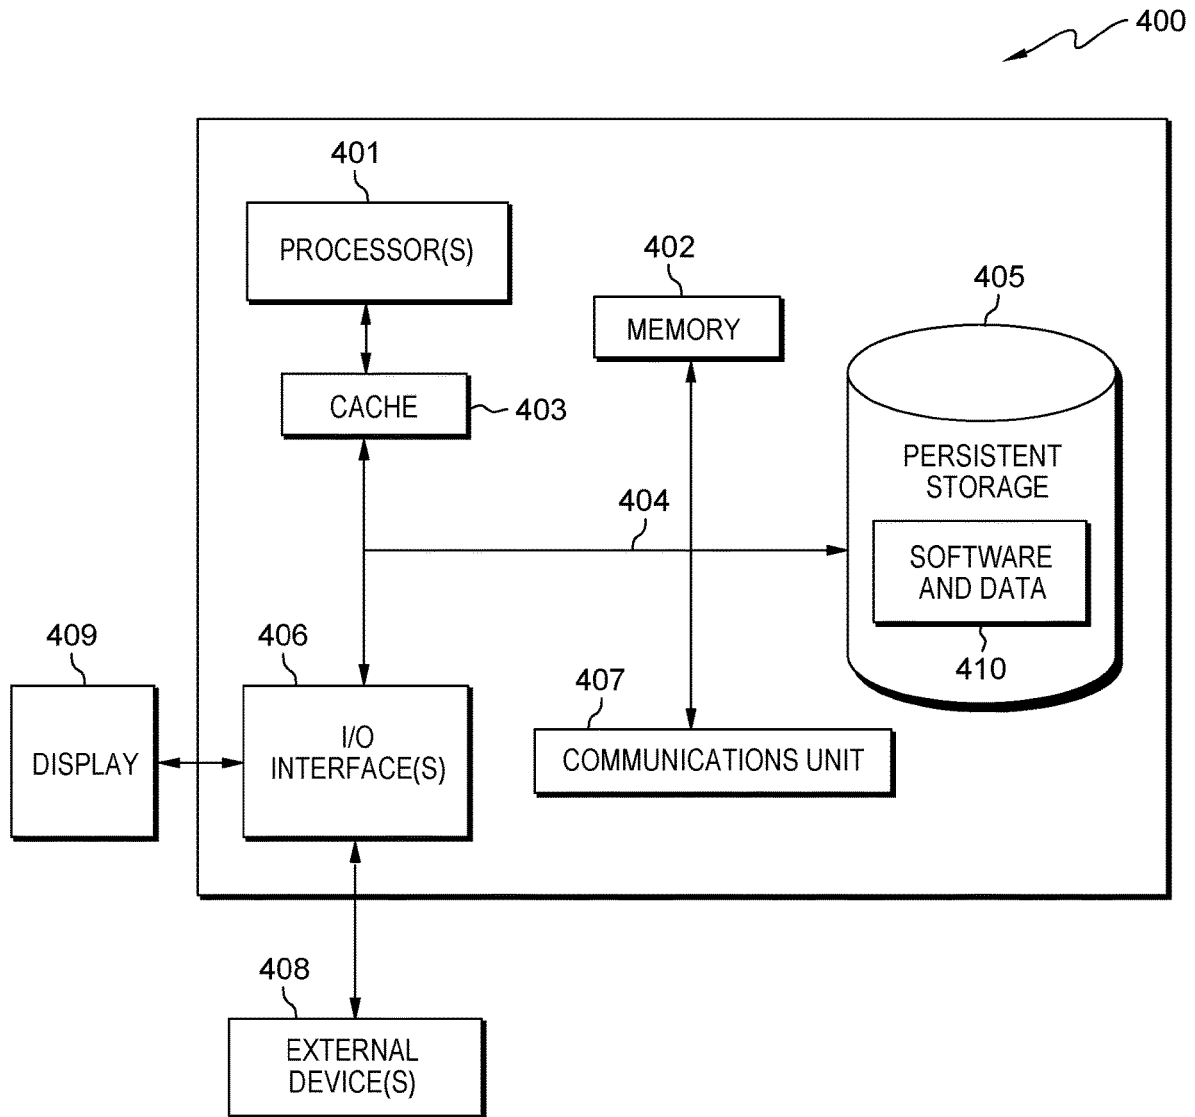 400
401
PROCESSOR(S)
402
MEMORY
405
CACHE
403
PERSISTENT
STORAGE
404
SOFTWARE
AND DATA
410
409
406
407
DISPLAY
I/O
INTERFACE(S)
COMMUNICATIONS UNIT
408
EXTERNAL
DEVICE(S)